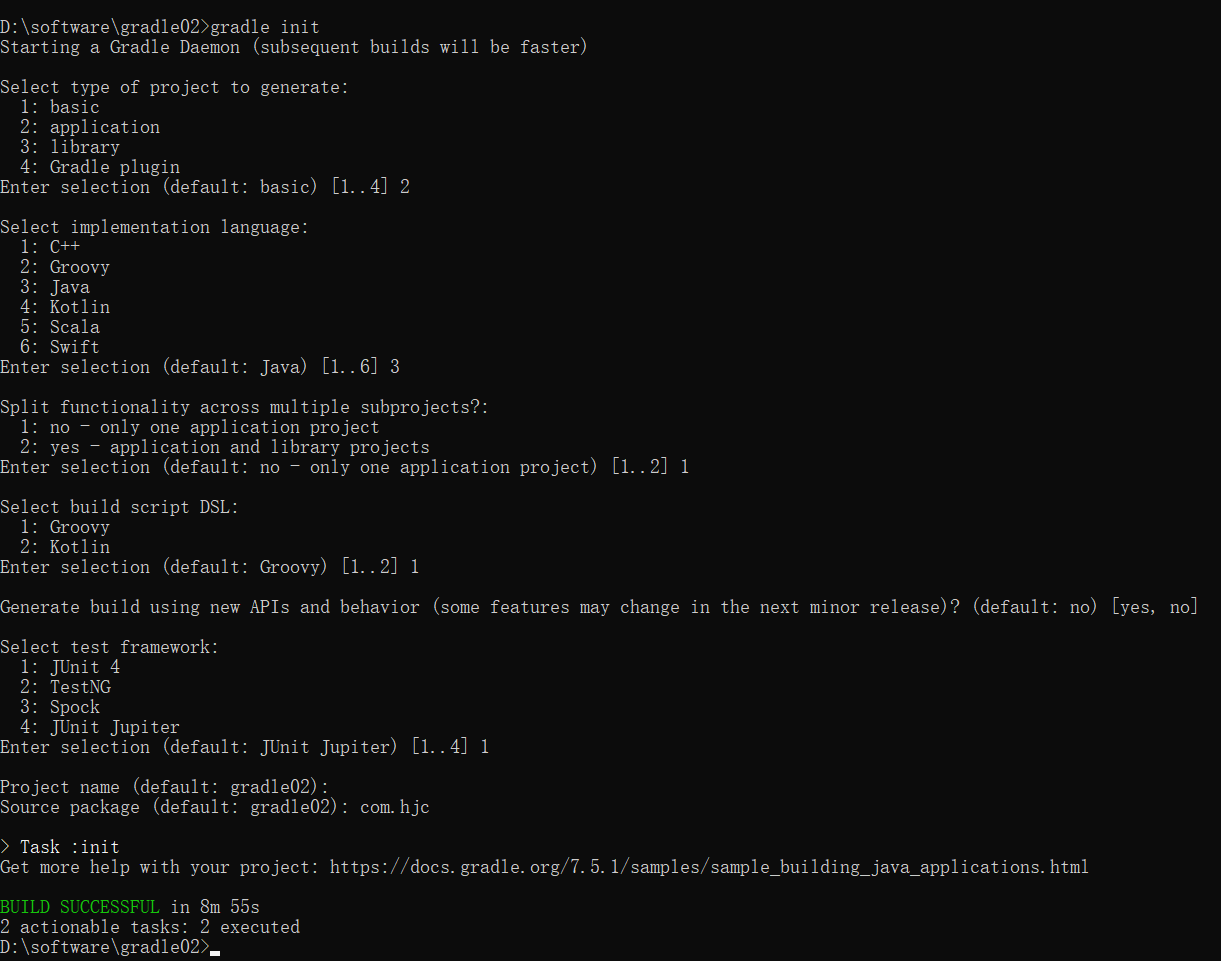 D:\software\gradle02>gradle init
Starting a Gradle Daemon (subsequent builds will be faster)
Select type of project to generate:
1: basic
2: application
3: library
4: Gradle plugin
Enter selection (default: basic) [1..4] 2
Select implementation language:
1: C++
2: Groovy
3: Java
4: Kotlin
5: Scala
6: Swift
Enter selection (default: Java) [1..6] 3
Split functionality across multiple subprojects?:
1: no - only one application project
2: yes - application and library projects
Enter selection (default: no - only one application project) [1..2] 1
Select build script DSL:
1: Groovy
2: Kotlin
Enter selection (default: Groovy) [1..2] 1
Generate build using new APIs and behavior (some features may change in the next minor release)? (default: no) [yes, no]
Select test framework:
1: JUnit 4
2: TestNG
3: Spock
4: JUnit Jupiter
Enter selection (default: JUnit Jupiter) [1..4] 1
Project name (default: gradle02):
Source package (default: gradle02): com.hjc
> Task :init
Get more help with your project: https://docs.gradle.org/7.5.1/samples/sample_building_java_applications.html
BUILD SUCCESSFUL in 8m 55s
2 actionable tasks: 2 executed
D:\software\gradle02>